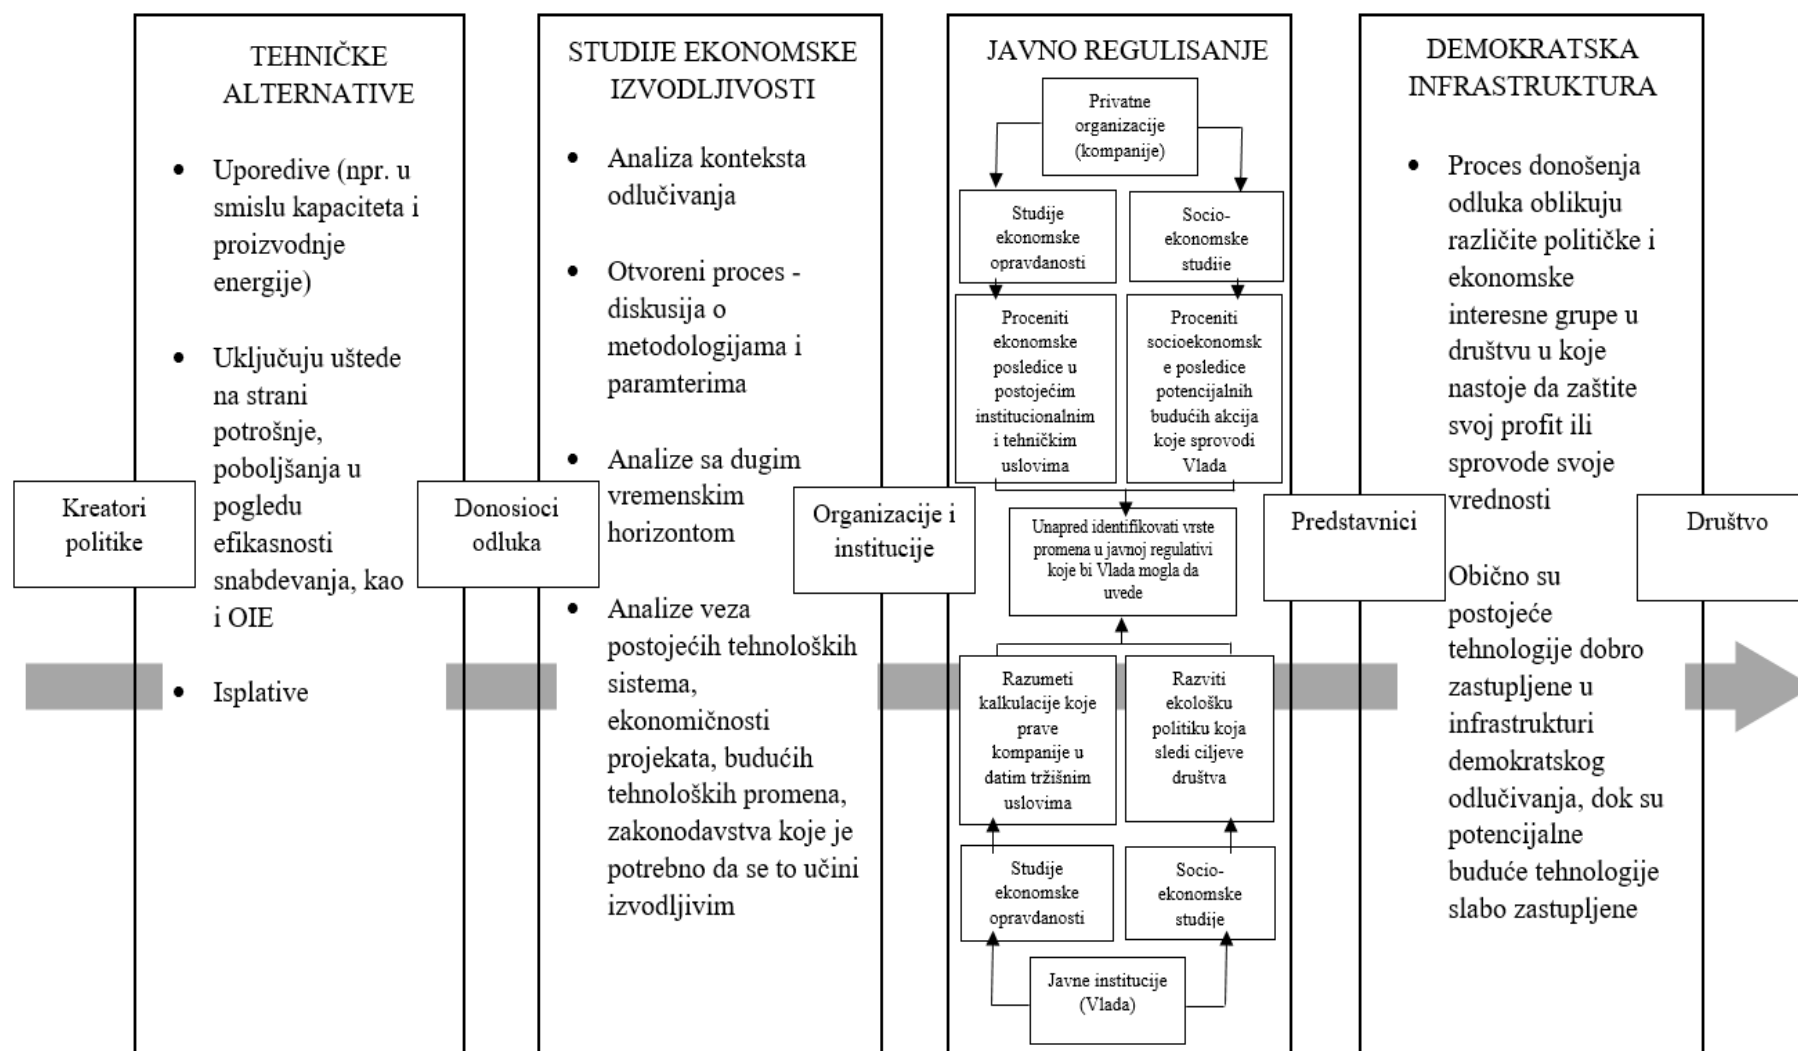 TEHNIČKE
ALTERNATIVE
Uporedive (npr. u
smislu kapaciteta i
proizvodnje
energije)
Uključuju uštede
na strani
potrošnje,
poboljšanja u
pogledu
efikasnosti
snabdevanja, kao
i OIE
Isplative
Kreatori
politike
STUDIJE EKONOMSKE
IZVODLJIVOSTI
Analiza konteksta
odlučivanja
Otvoreni proces -
diskusija o
metodologijama i
paramterima
Analize sa dugim
vremenskim
horizontom
Analize veza
postojećih tehnoloških
sistema,
ekonomičnosti
projekata, budućih
tehnoloških promena,
zakonodavstva koje je
potrebno da se to učini
izvodljivim
Donosioci
odluka
JAVNO REGULISANJE
Privatne
organizacije
(kompanije)
Studije
ekonomske
opravdanosti
Socio-
ekonomske
studije
Proceniti
ekonomske
posledice u
postojećim
institucionalnim
i tehničkim
uslovima
Proceniti
socioekonomsk
e posledice
potencijalnih
budućih akcija
koje sprovodi
Vlada
Organizacije i
institucije
Unapred identifikovati vrste
promena u javnoj regulativi
koje bi Vlada mogla da
uvede
Razumeti
kalkulacije koje
prave
kompanije u
datim tržišnim
uslovima
Razviti
ekološku
politiku koja
sledi ciljeve
društva
Studije
ekonomske
opravdanosti
Socio-
ekonomske
studije
Javne institucije
(Vlada)
DEMOKRATSKA
INFRASTRUKTURA
Proces donošenja
odluka oblikuju
različite političke i
ekonomske
interesne grupe u
društvu u koje
nastoje da zaštite
svoj profit ili
sprovode svoje
vrednosti
Obično su
postojeće
tehnologije dobro
zastupljene u
infrastrukturi
demokratskog
odlučivanja, dok su
potencijalne
buduće tehnologije
slabo zastupljene
Predstavnici
Društvo